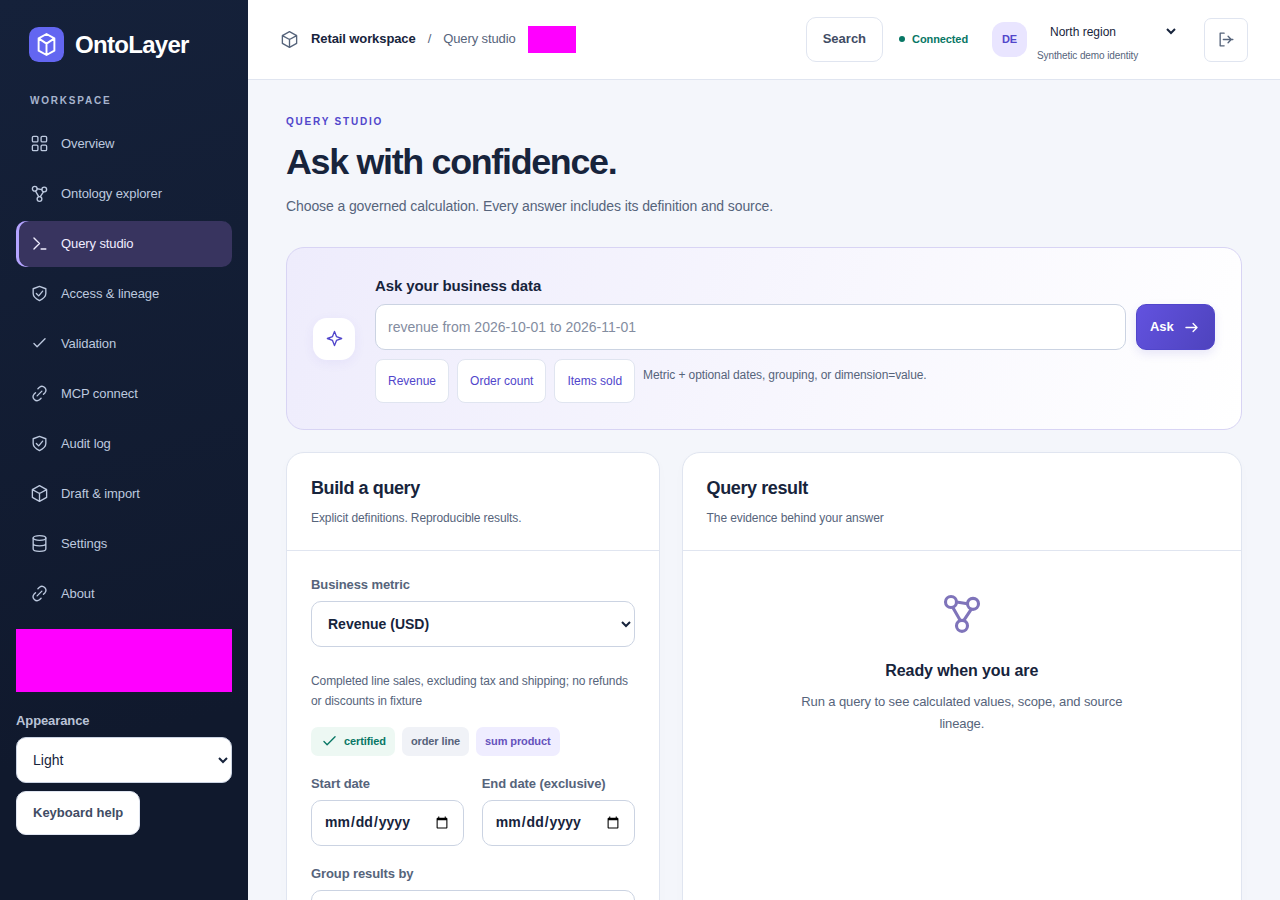 OntoLayer
WORKSPACE
Overview
Ontology explorer
Query studio
Access & lineage
Validation
MCP connect
Audit log
Draft & import
Settings
About
Appearance
Light
Keyboard help
Retail workspace / Query studio
Search
Connected
DE
North region
Synthetic demo identity
QUERY STUDIO
Ask with confidence.
Choose a governed calculation. Every answer includes its definition and source.
Ask your business data
revenue from 2026-10-01 to 2026-11-01
Ask
Revenue
Order count
Items sold
Metric + optional dates, grouping, or dimension=value.
Build a query
Explicit definitions. Reproducible results.
Business metric
Revenue (USD)
Completed line sales, excluding tax and shipping; no refunds
or discounts in fixture
certified
order line
sum product
Start date
End date (exclusive)
mm/dd/yyyy
mm/dd/yyyy
Group results by
Query result
The evidence behind your answer
Ready when you are
Run a query to see calculated values, scope, and source
lineage.